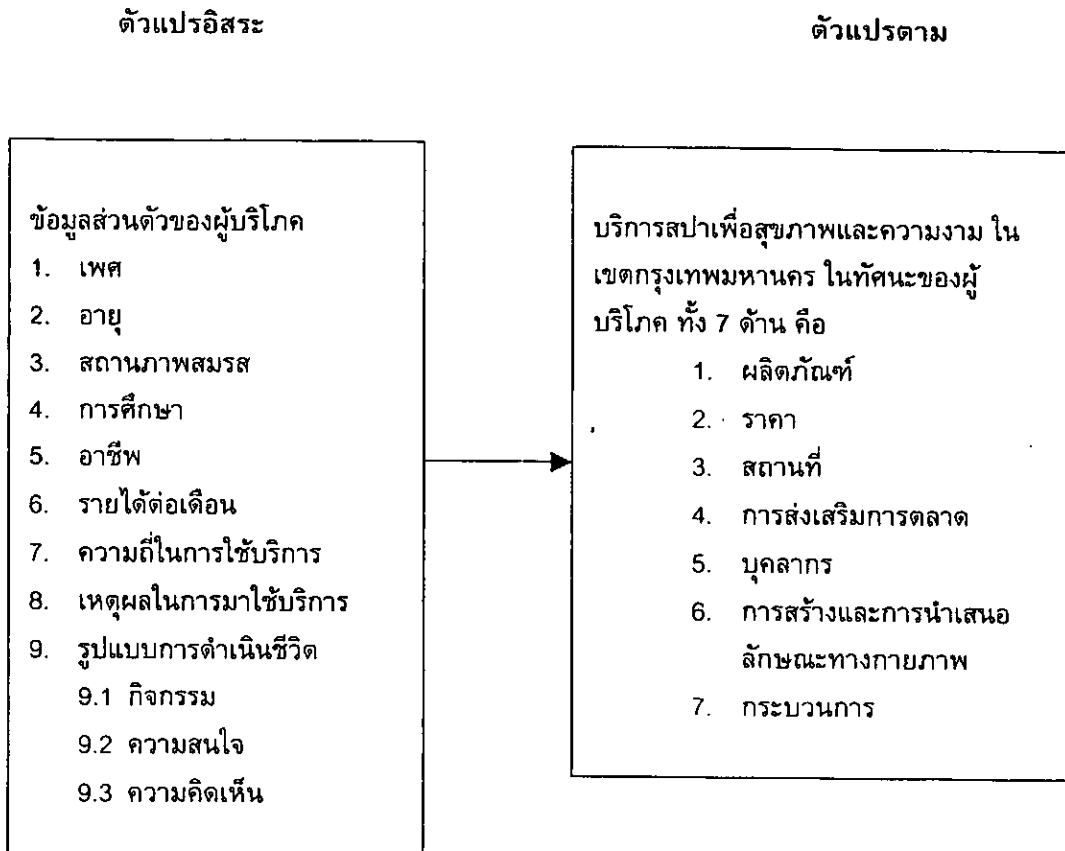 ตัวแปรอิสระ
ตัวแปรตาม
ข้อมูลส่วนตัวของผู้บริโภค
1. เพศ
2. อายุ
3. สถานภาพสมรส
4. การศึกษา
5. อาชีพ
6. รายได้ต่อเดือน
7. ความถี่ในการใช้บริการ
8. เหตุผลในการมาใช้บริการ
9. รูปแบบการดำเนินชีวิต
9.1 กิจกรรม
9.2 ความสนใจ
9.3 ความคิดเห็น
บริการสปาเพื่อสุขภาพและความงาม ใน
เขตกรุงเทพมหานคร ในทัศนะของผู้
บริโภค ทั้ง 7 ด้าน คือ
1. ผลิตภัณฑ์
2. ราคา
3. สถานที่
4. การส่งเสริมการตลาด
5. บุคลากร
6. การสร้างและการนำเสนอ
ลักษณะทางกายภาพ
7. กระบวนการ